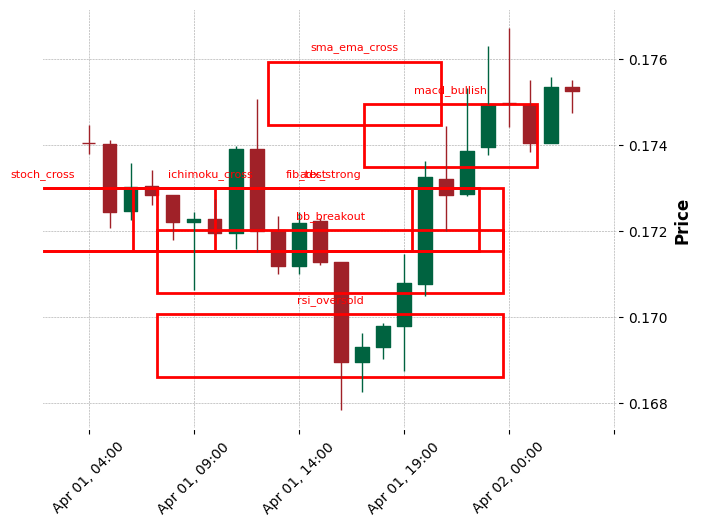 sma_ema_cross
0.176
macd_bullish
0.174
stoch_cross
ichimoku_cross
strong
bb_breakout
0.172
rsi_oversold
0.170
0.168
Price
Apr 01, 04:00
Apr 01, 09:00
Apr 01, 14:00
Apr 01, 19:00
Apr 02, 00:00